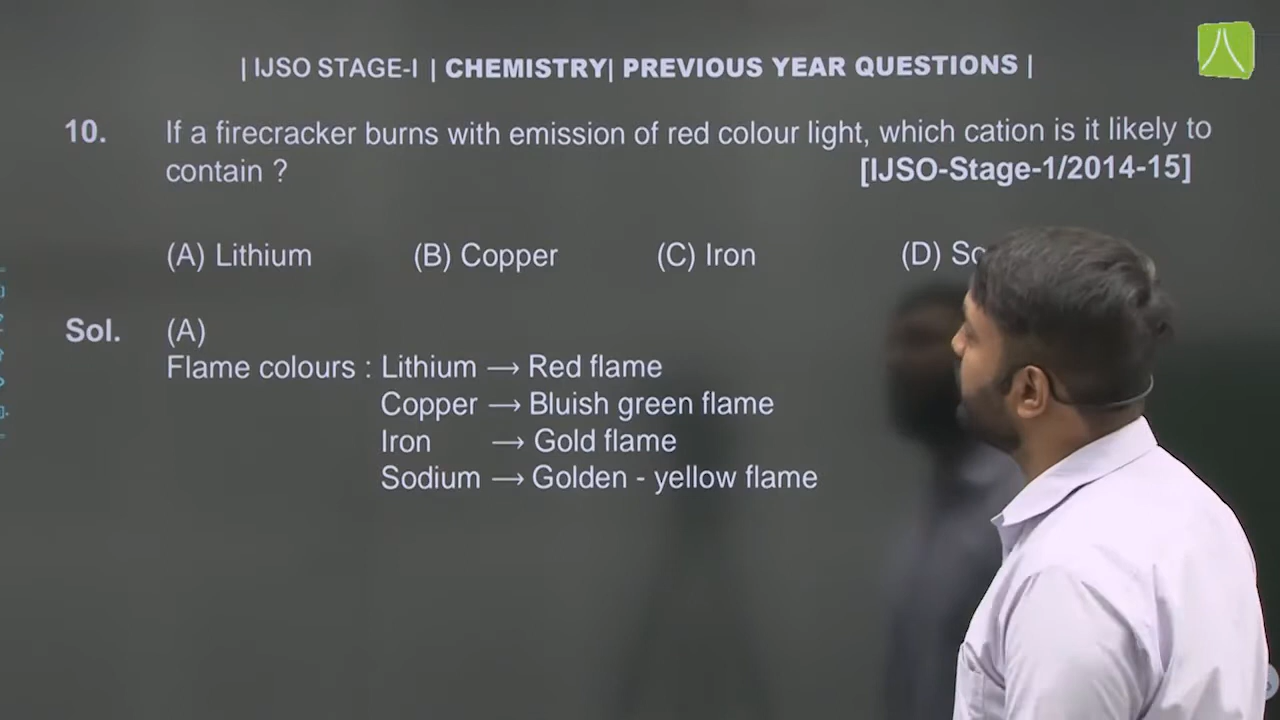 | IJSO STAGE-I | CHEMISTRY| PREVIOUS YEAR QUESTIONS |
10. If a firecracker burns with emission of red colour light, which cation is it likely to
contain ? [IJSO-Stage-1/2014-15]
(A) Lithium (B) Copper (C) Iron (D)
Sol. (A)
Flame colours : Lithium → Red flame
Copper → Bluish green flame
Iron → Gold flame
Sodium → Golden - yellow flame